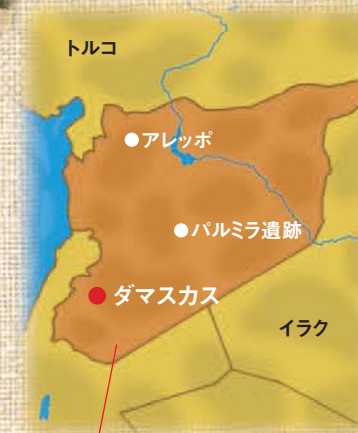 トルコ
アレッポ
パルミラ遺跡
ダマスカス
イラク